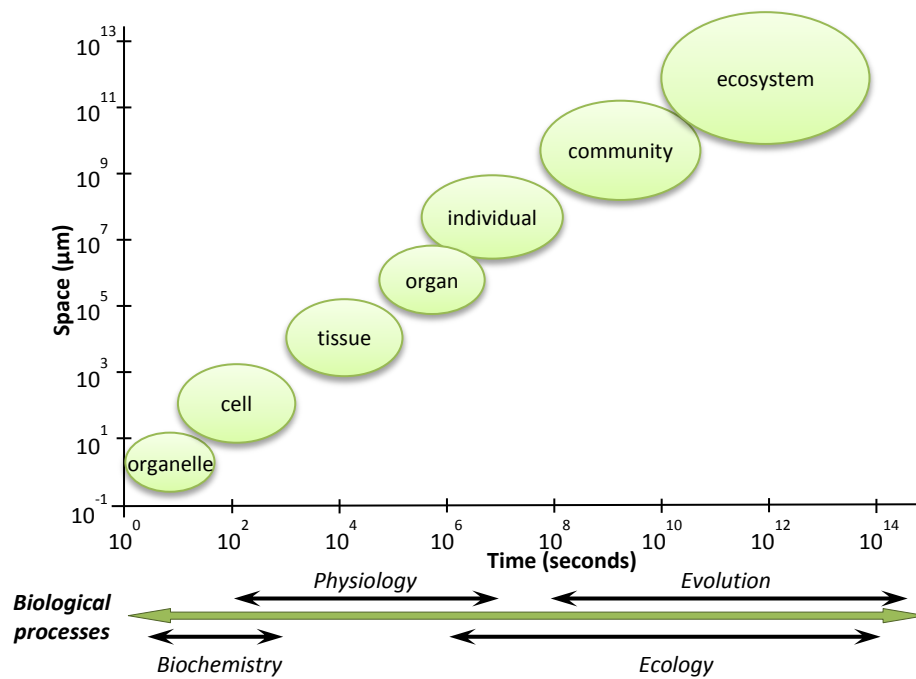 10^13
10^13
10^11
10^9
10^7
10^5
10^3
10^1
10^-1
Space (µm)
ecosystem
community
individual
organ
tissue
cell
organelle
10^0 10^2 10^4 10^6 10^8 10^10 10^12 10^14
Time (seconds)
Physiology Evolution
Biological
processes
Biochemistry Ecology